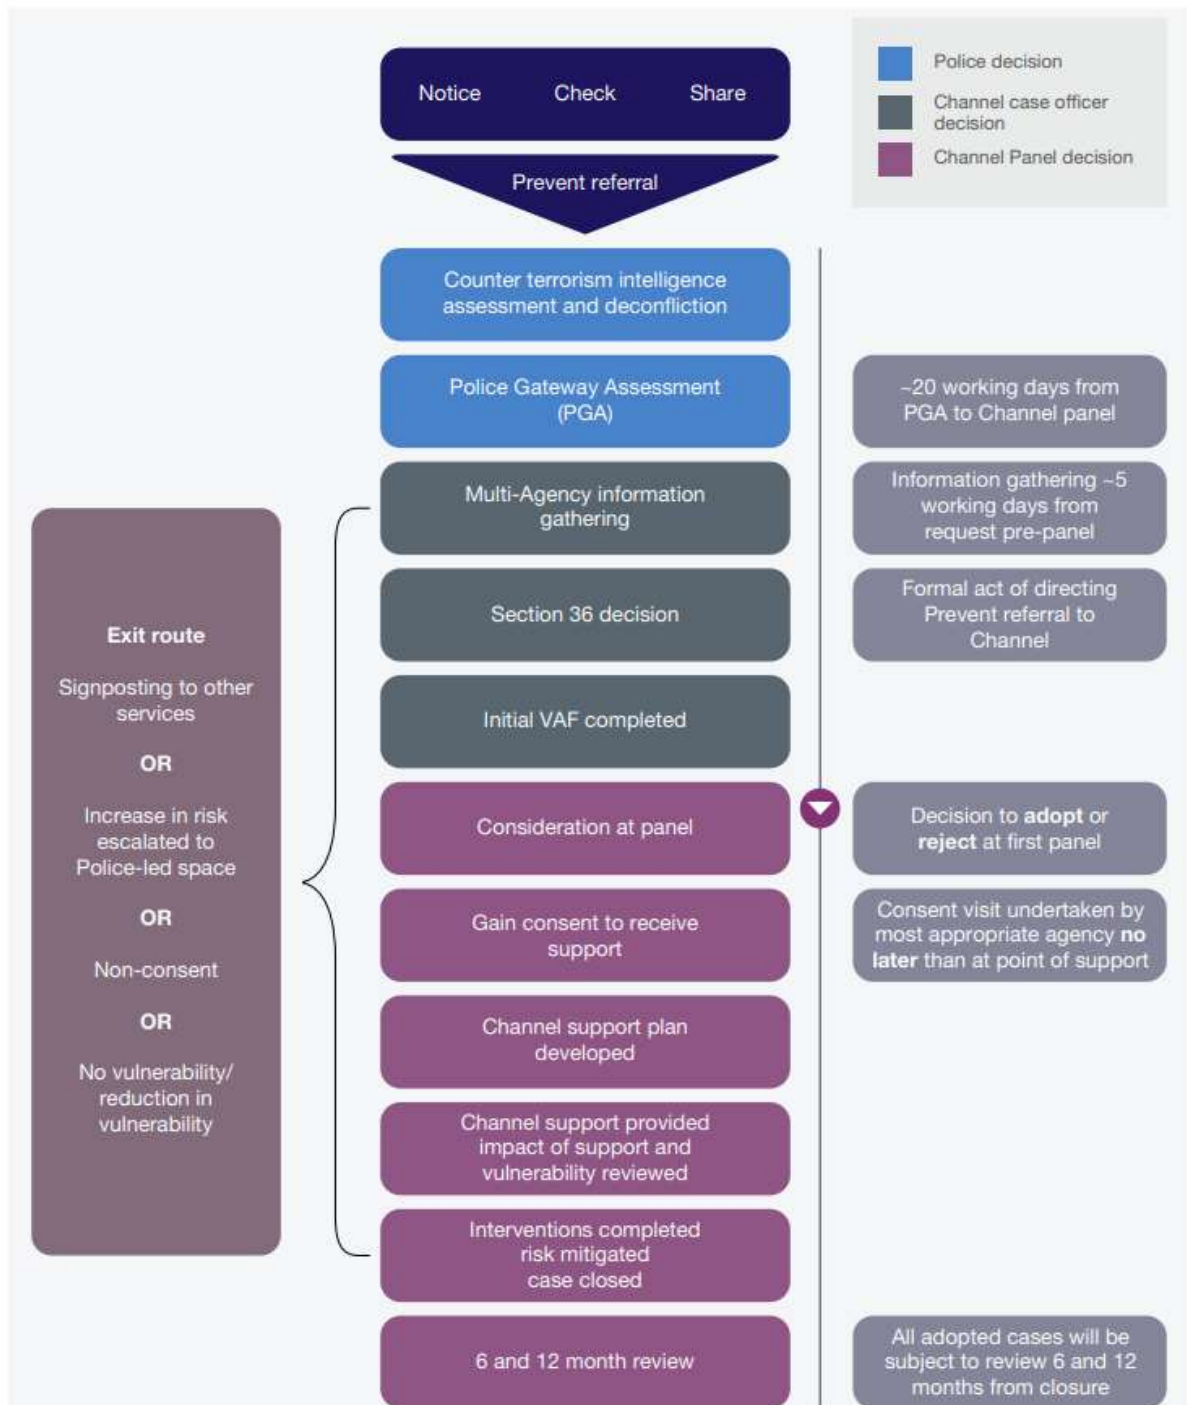 Notice Check Share
Prevent referral
Police decision
Channel case officer
decision
Channel Panel decision
Counter terrorism intelligence
assessment and deconfliction
Police Gateway Assessment
(PGA)
~20 working days from
PGA to Channel panel
Multi-Agency information
gathering
Information gathering ~5
working days from
request pre-panel
Section 36 decision
Formal act of directing
Prevent referral to
Channel
Initial VAF completed
Consideration at panel
Decision to adopt or
reject at first panel
Gain consent to receive
support
Consent visit undertaken by
most appropriate agency no
later than at point of support
Channel support plan
developed
Channel support provided
impact of support and
vulnerability reviewed
Interventions completed
risk mitigated
case closed
6 and 12 month review
All adopted cases will be
subject to review 6 and 12
months from closure
Exit route
Signposting to other
services
OR
Increase in risk
escalated to
Police-led space
OR
Non-consent
OR
No vulnerability/
reduction in
vulnerability